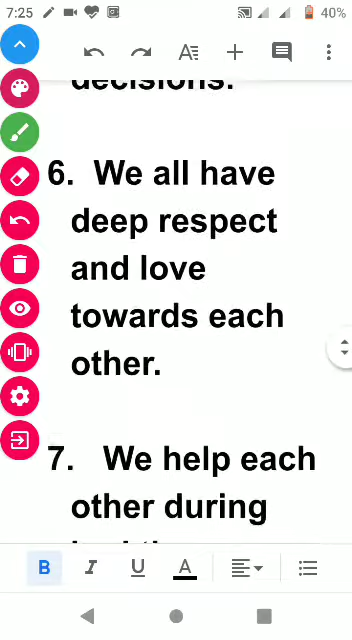 7:25 40%
decisions.
6. We all have
deep respect
and love
towards each
other.
7. We help each
other during
B I U A